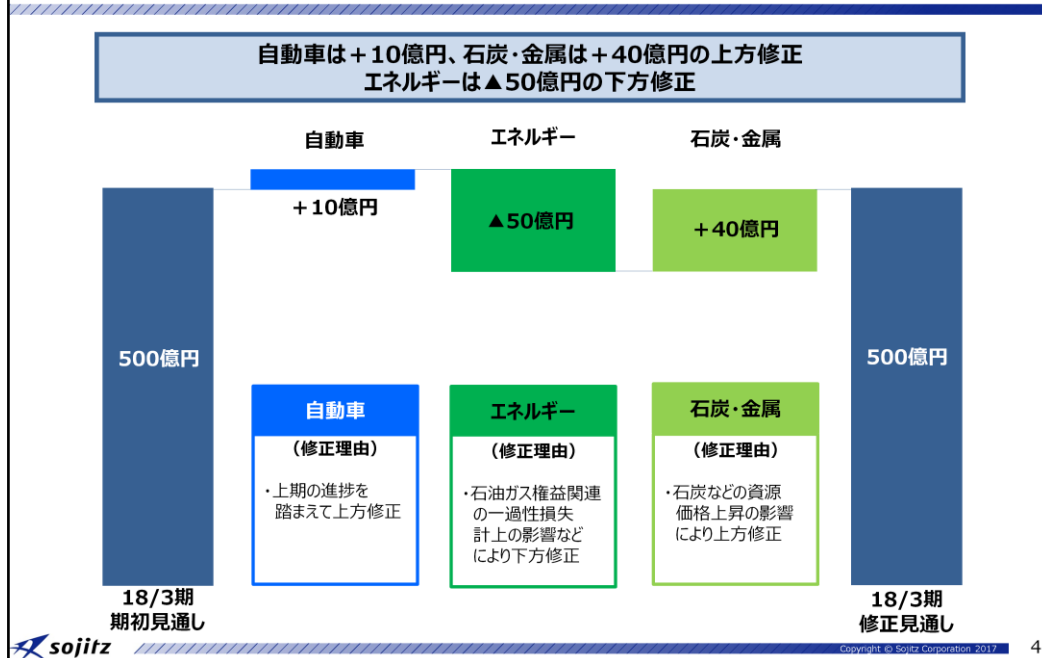 自動車は＋10億円、石炭・金属は＋40億円の上方修正
エネルギーは▲50億円の下方修正
自動車
エネルギー
石炭・金属
＋10億円
▲50億円
＋40億円
500億円
500億円
自動車
（修正理由）
・上期の進捗を
踏まえて上方修正
エネルギー
（修正理由）
・石油ガス権益関連
の一過性損失
計上の影響など
により下方修正
石炭・金属
（修正理由）
・石炭などの資源
価格上昇の影響
により上方修正
18/3期
期初見通し
18/3期
修正見通し
sojitz
Copyright © Sojitz Corporation 2017
4